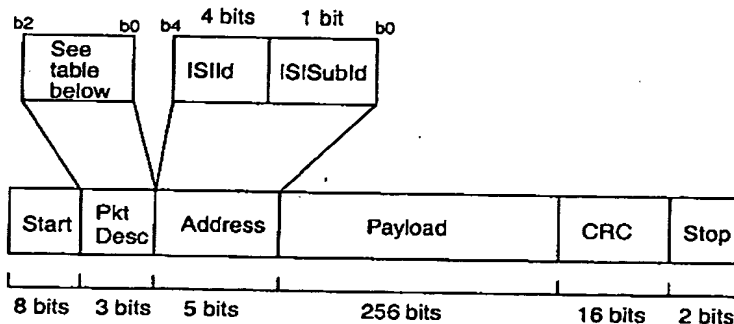 4 bits 1 bit
b2 b0 b4 b0
See
table
below
ISIId ISISubId
Start Pkt
Desc Address Payload CRC Stop
8 bits 3 bits 5 bits 256 bits 16 bits 2 bits